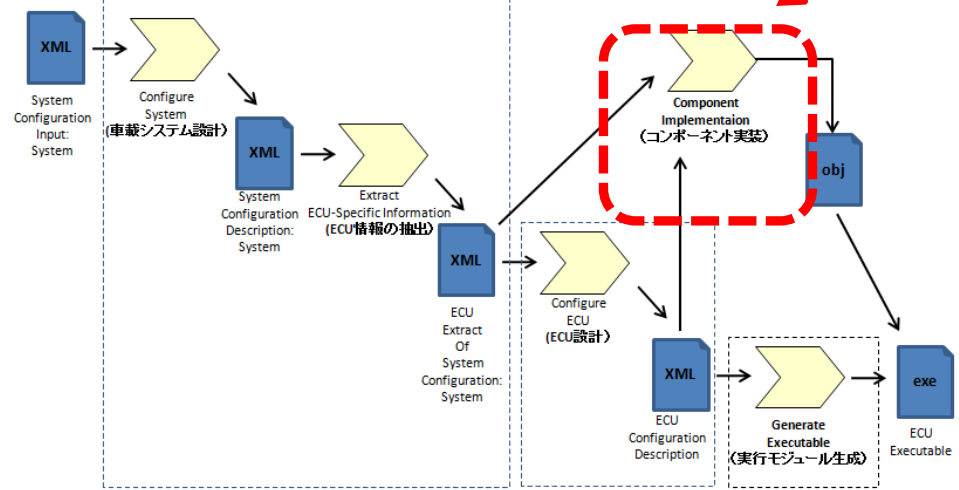 XML
System
Configuration
Input:
System
Configure
System
(車載システム設計)
XML
System
Configuration
Description:
System
Extract
ECU-Specific Information
(ECU情報の抽出)
XML
ECU
Extract
Of
System
Configuration:
System
Configure
ECU
(ECU設計)
XML
ECU
Configuration
Description
Component
Implementaion
(コンポーネント実装)
obj
Generate
Executable
(実行モジュール生成)
exe
ECU
Executable